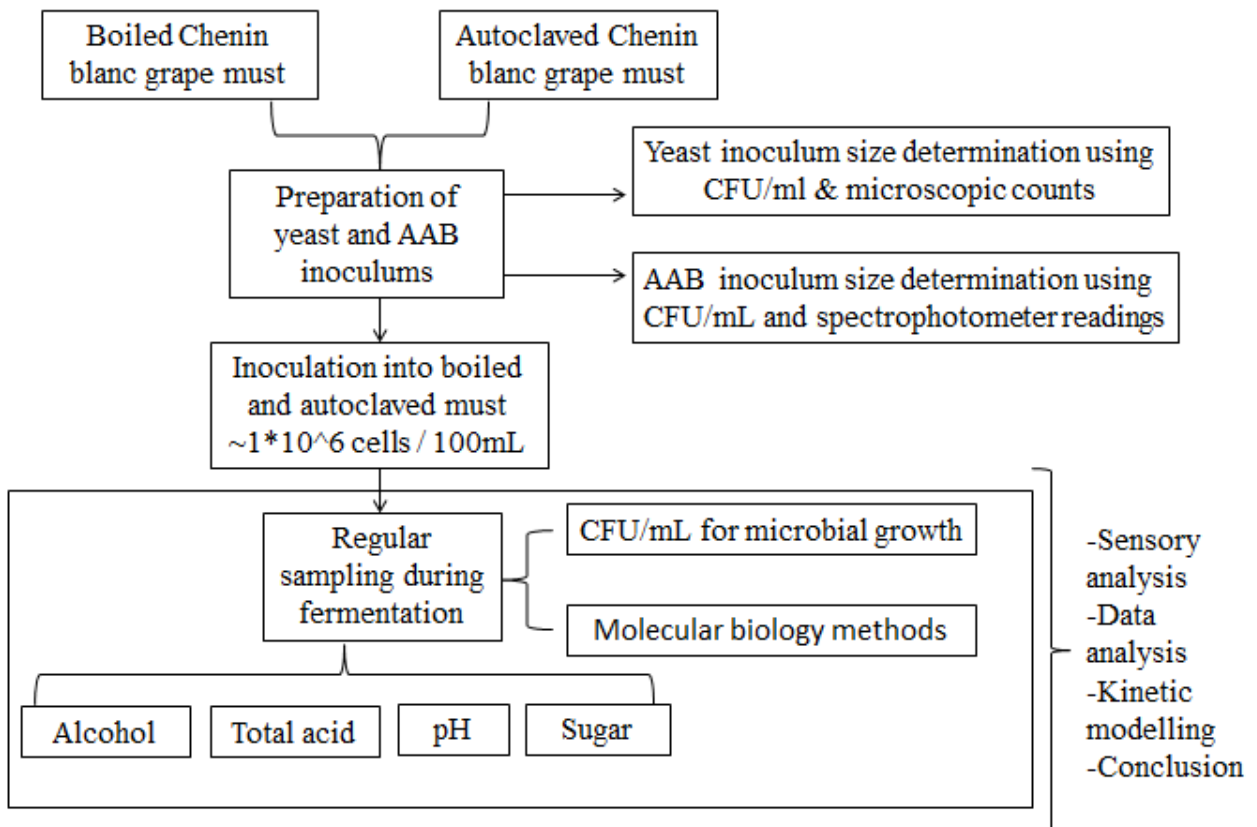 Boiled Chenin
blanc grape must
Autoclaved Chenin
blanc grape must
Yeast inoculum size determination using
CFU/ml & microscopic counts
Preparation of
yeast and AAB
inoculums
AAB inoculum size determination using
CFU/mL and spectrophotometer readings
Inoculation into boiled
and autoclaved must
~1*10^6 cells / 100mL
Regular
sampling during
fermentation
CFU/mL for microbial growth
Molecular biology methods
Alcohol
Total acid
pH
Sugar
-Sensory
analysis
-Data
analysis
-Kinetic
modelling
-Conclusion